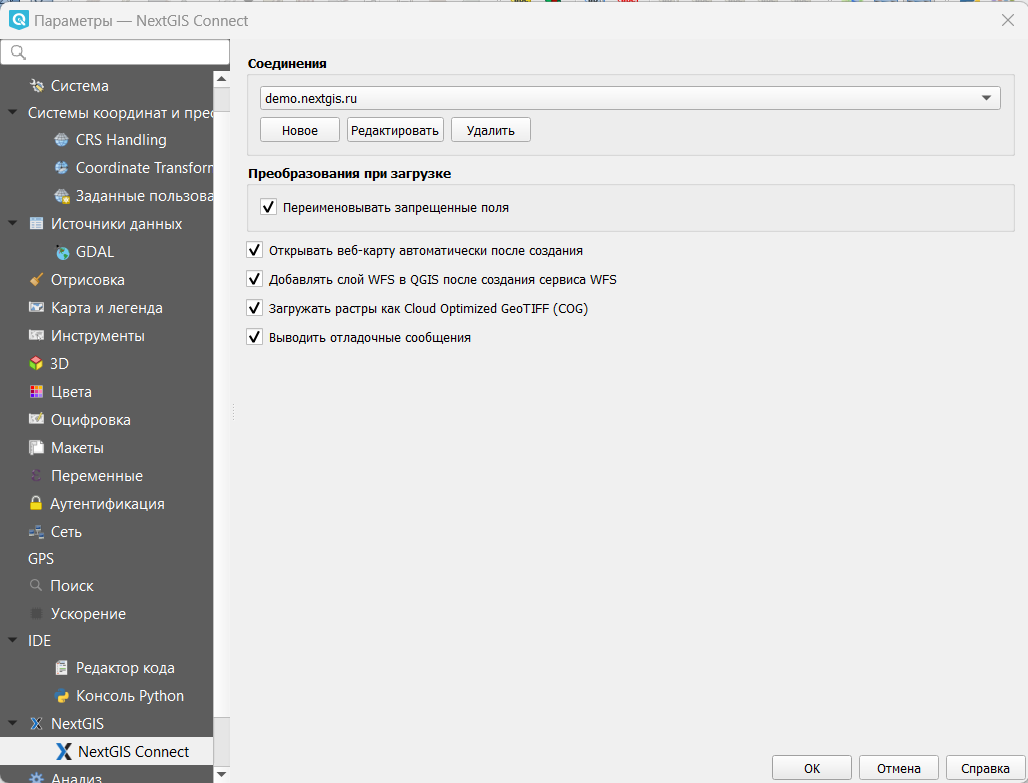 Параметры — NextGIS Connect
Система
Системы координат и прес
CRS Handling
Coordinate Transforn
Заданные пользова
Источники данных
GDAL
Отрисовка
Карта и легенда
Инструменты
3D
Цвета
Оцифровка
Макеты
Переменные
Аутентификация
Сеть
GPS
Поиск
Ускорение
IDE
Редактор кода
Консоль Python
NextGIS
NextGIS Connect
Анализ
Соединения
demo.nextgis.ru
Новое Редактировать Удалить
Преобразования при загрузке
Переименовывать запрещенные поля
Открывать веб-карту автоматически после создания
Добавлять слой WFS в QGIS после создания сервиса WFS
Загружать растры как Cloud Optimized GeoTIFF (COG)
Выводить отладочные сообщения
OK Отмена Справка